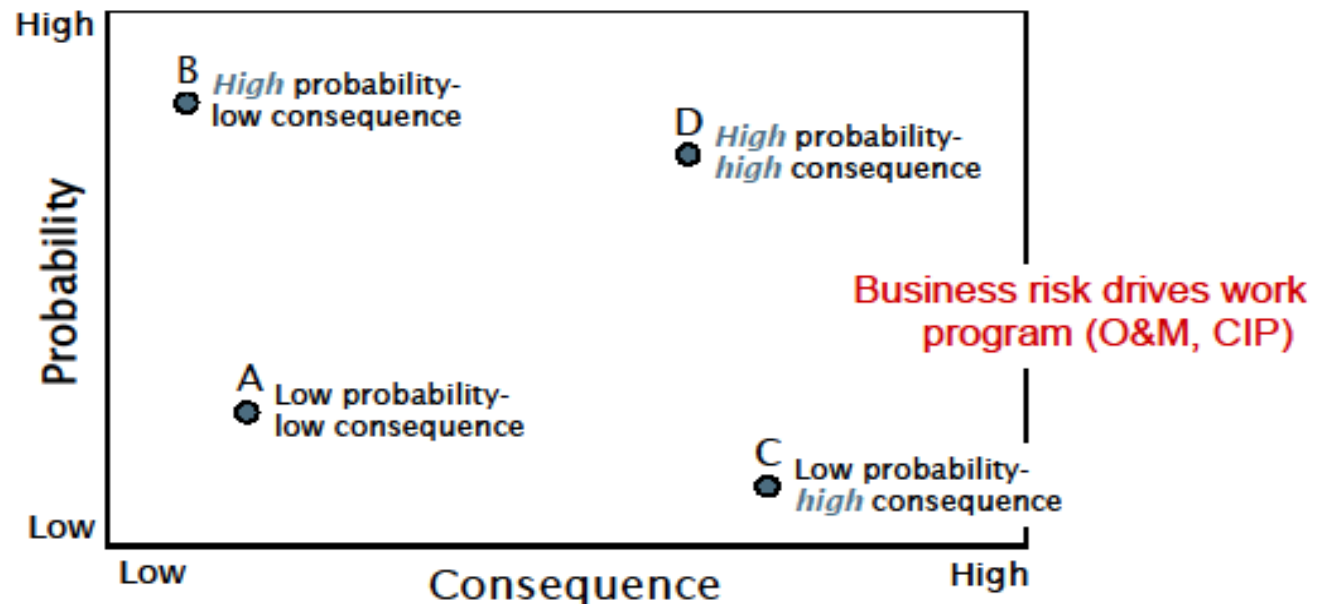 High
B
High probability-
low consequence
D
High probability-
high consequence
Probability
Business risk drives work
program (O&M, CIP)
A
Low probability-
low consequence
C
Low probability-
high consequence
Low
Low
Consequence
High